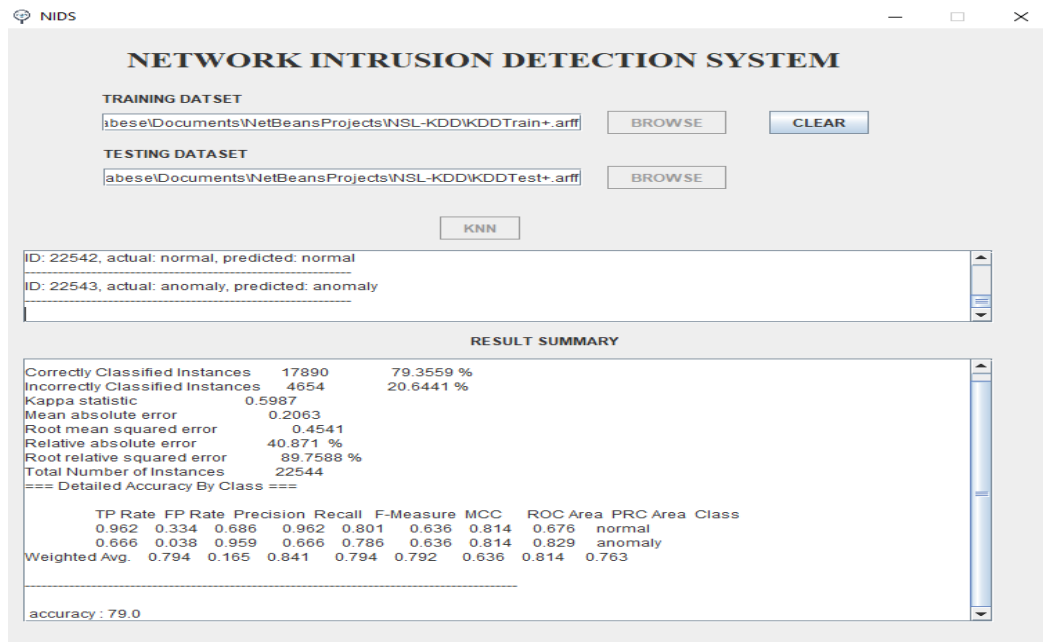 NIDS
NETWORK INTRUSION DETECTION SYSTEM
TRAINING DATSET
abese\Documents\NetBeansProjects\NSL-KDD\KDDTrain+.arff BROWSE CLEAR
TESTING DATASET
abese\Documents\NetBeansProjects\NSL-KDD\KDDTest+.arff BROWSE
KNN
ID: 22542, actual: normal, predicted: normal
------------------------------------------------------------
ID: 22543, actual: anomaly, predicted: anomaly
------------------------------------------------------------
RESULT SUMMARY
Correctly Classified Instances 17890 79.3559 %
Incorrectly Classified Instances 4654 20.6441 %
Kappa statistic 0.5987
Mean absolute error 0.2063
Root mean squared error 0.4541
Relative absolute error 40.871 %
Root relative squared error 89.7588 %
Total Number of Instances 22544
=== Detailed Accuracy By Class ===
TP Rate FP Rate Precision Recall F-Measure MCC ROC Area PRC Area Class
0.962 0.334 0.686 0.962 0.801 0.636 0.814 0.676 normal
0.666 0.038 0.959 0.666 0.786 0.636 0.814 0.829 anomaly
Weighted Avg. 0.794 0.165 0.841 0.794 0.792 0.636 0.814 0.763
------------------------------------------------------------
accuracy : 79.0